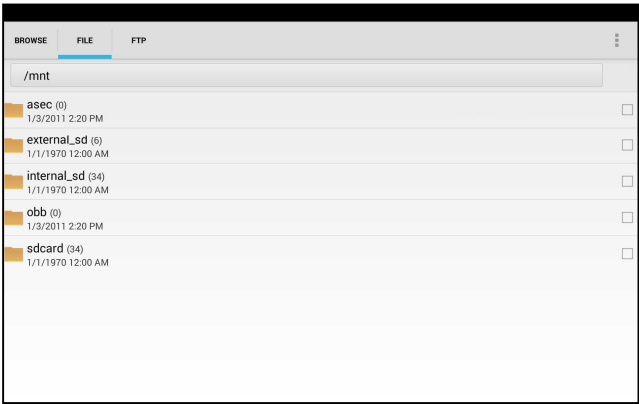 BROWSE FILE FTP
/mnt
asec (0)
1/3/2011 2:20 PM
external_sd (6)
1/1/1970 12:00 AM
internal_sd (34)
1/1/1970 12:00 AM
obb (0)
1/3/2011 2:20 PM
sdcard (34)
1/1/1970 12:00 AM